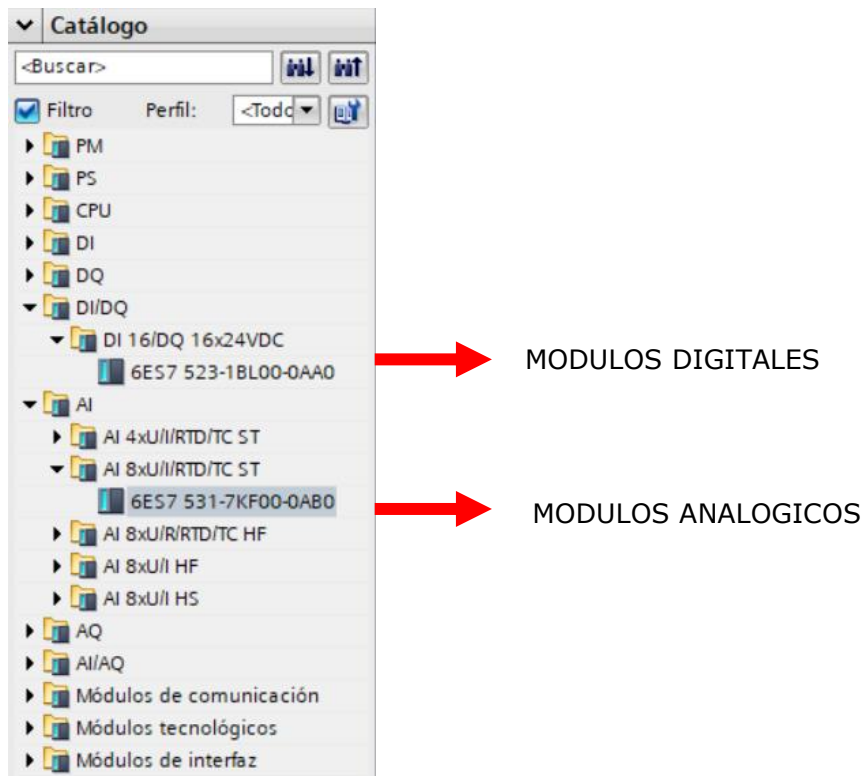 Catálogo
<Buscar>
Filtro Perfil: <Todo
PM
PS
CPU
DI
DQ
DI/DQ
DI 16/DQ 16x24VDC
6ES7 523-1BL00-0AA0
MODULOS DIGITALES
AI
AI 4xU/I/RTD/TC ST
AI 8xU/I/RTD/TC ST
6ES7 531-7KF00-0AB0
MODULOS ANALOGICOS
AI 8xU/R/RTD/TC HF
AI 8xU/I HF
AI 8xU/I HS
AQ
AI/AQ
Módulos de comunicación
Módulos tecnológicos
Módulos de interfaz